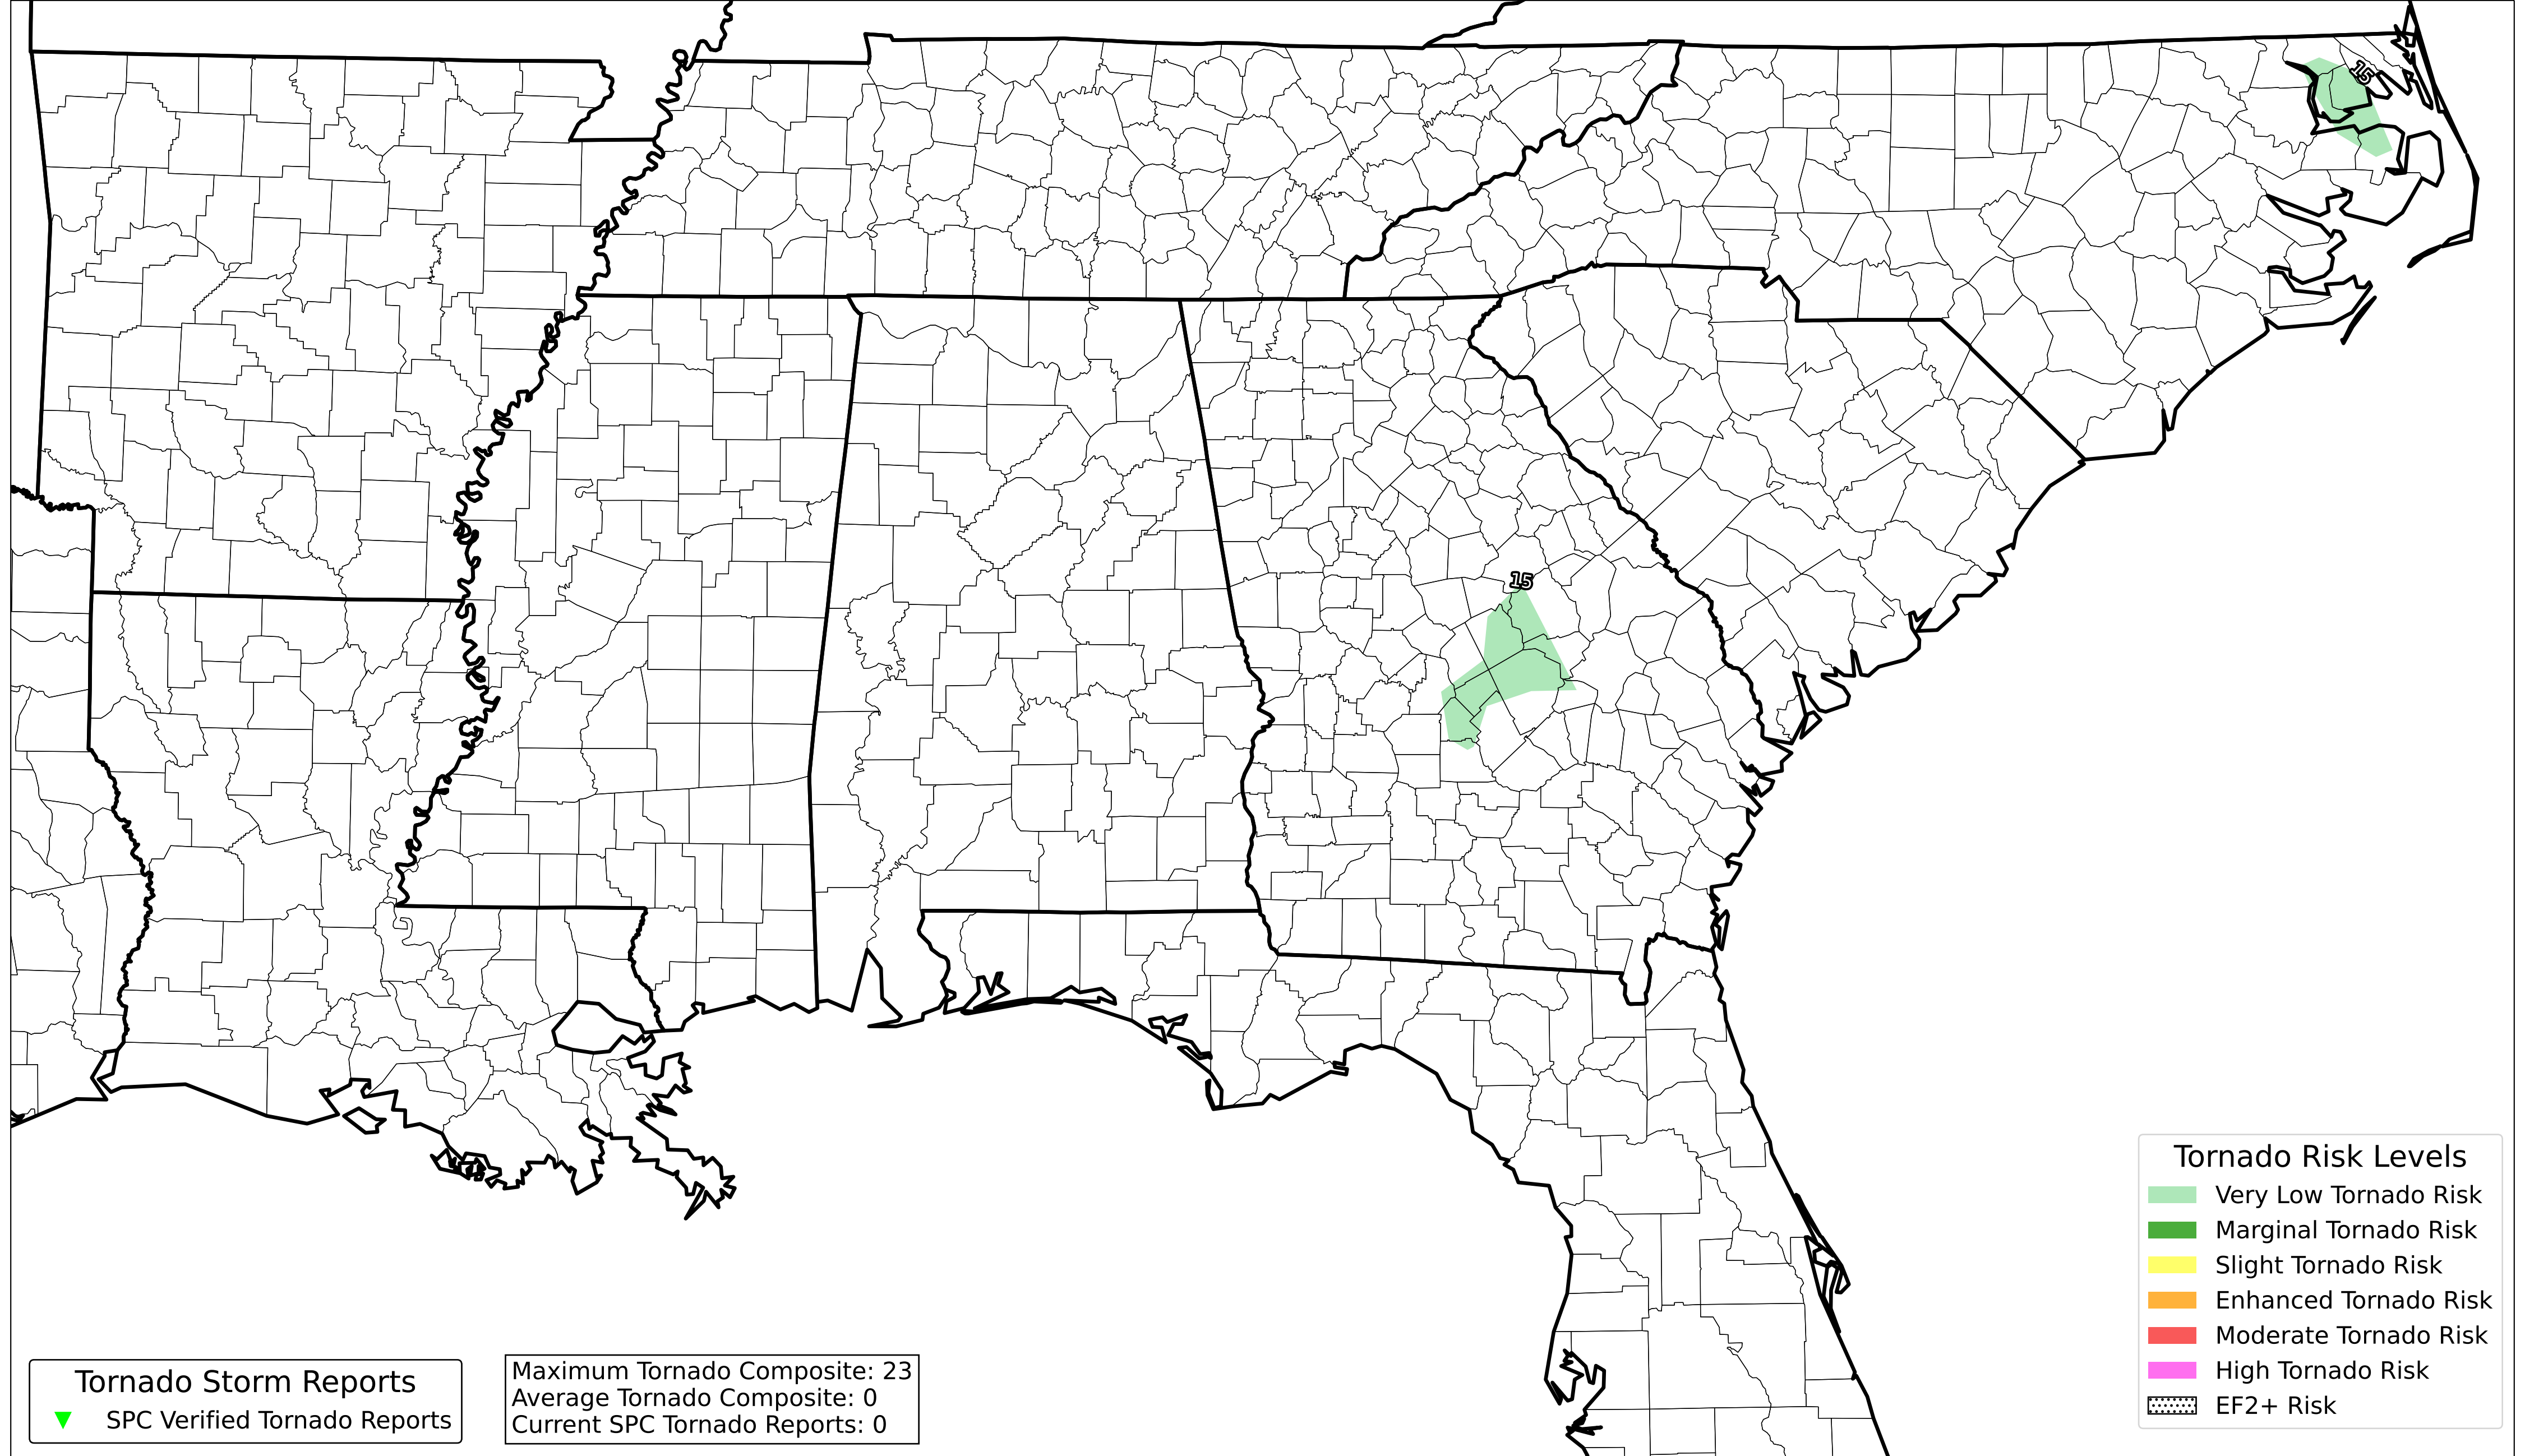 15
15
Tornado Risk Levels
Very Low Tornado Risk
Marginal Tornado Risk
Slight Tornado Risk
Enhanced Tornado Risk
Moderate Tornado Risk
High Tornado Risk
EF2+ Risk
Tornado Storm Reports
SPC Verified Tornado Reports
Maximum Tornado Composite: 23
Average Tornado Composite: 0
Current SPC Tornado Reports: 0